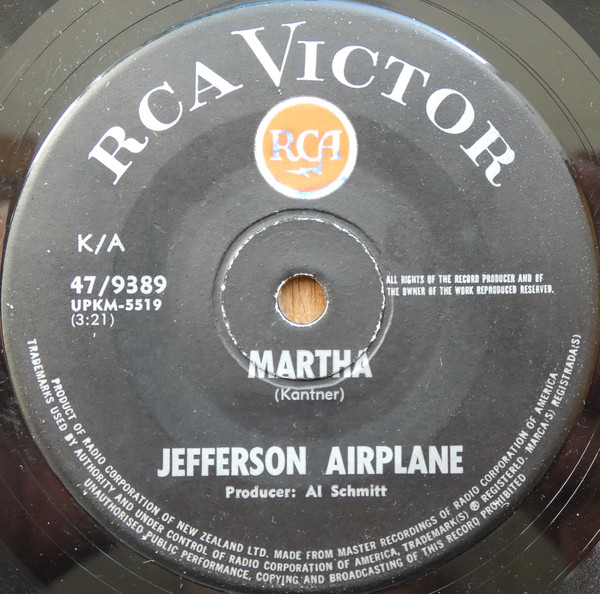 RCA VICTOR
RCA
K/A
47/9389
UPKM-5519
(3:21)
ALL RIGHTS OF THE RECORD PRODUCER AND OF
THE OWNER OF THE WORK REPRODUCED RESERVED.
MARTHA
(Kantner)
JEFFERSON AIRPLANE
Producer: Al Schmitt
PRODUCT OF RADIO CORPORATION OF NEW ZEALAND LTD. MADE FROM MASTER RECORDINGS OF RADIO CORPORATION OF AMERICA
TRADEMARKS USED BY AUTHORITY AND UNDER CONTROL OF RADIO CORPORATION OF AMERICA, TRADEMARK(S) ® REGISTERED. MARCA(S) REGISTRADA(S)
UNAUTHORISED PUBLIC PERFORMANCE, COPYING AND BROADCASTING OF THIS RECORD PROHIBITED